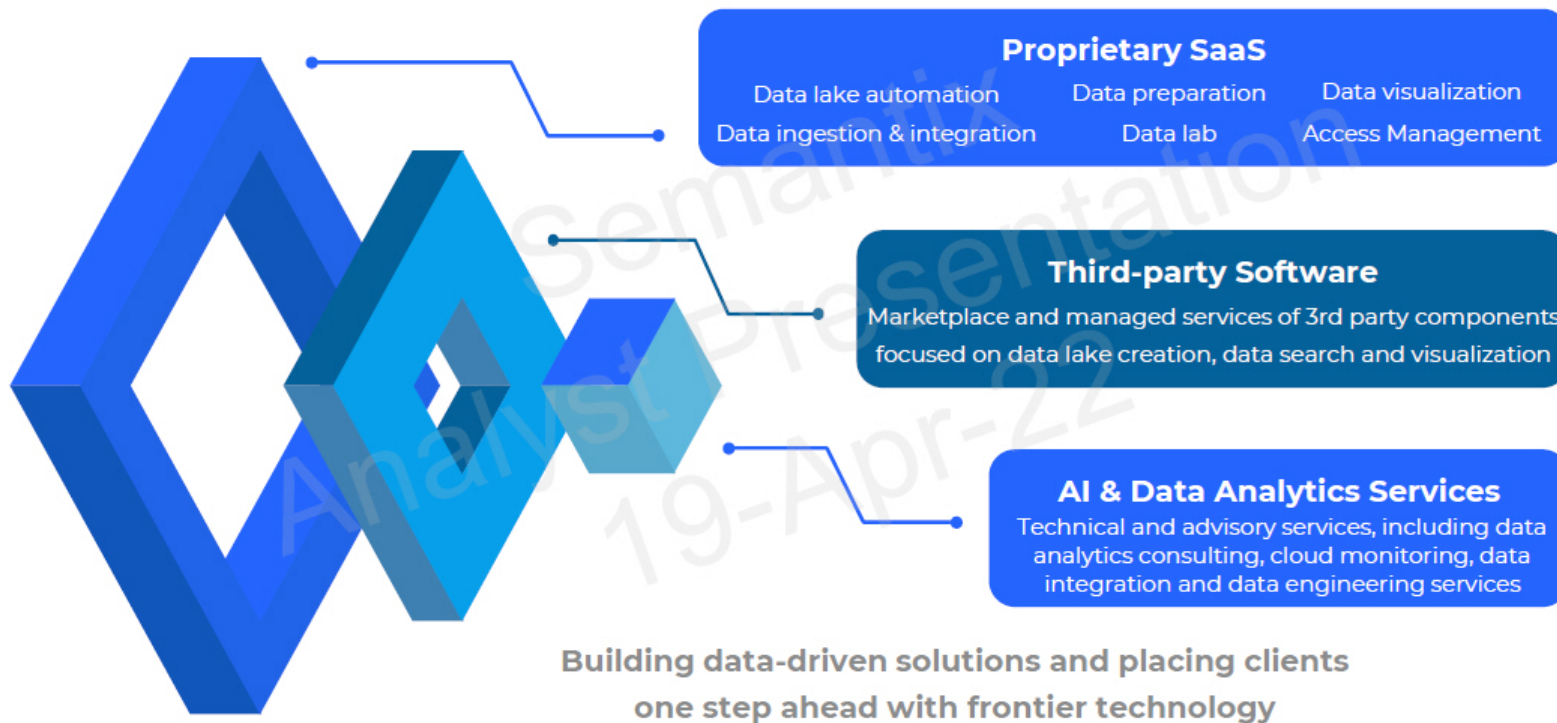 Proprietary SaaS
Data lake automation Data preparation Data visualization
Data ingestion & integration Data lab Access Management
Third-party Software
Marketplace and managed services of 3rd party components
focused on data lake creation, data search and visualization
AI & Data Analytics Services
Technical and advisory services, including data
analytics consulting, cloud monitoring, data
integration and data engineering services
Building data-driven solutions and placing clients
one step ahead with frontier technology
Semantix
Analyst Presentation
19-Apr-22